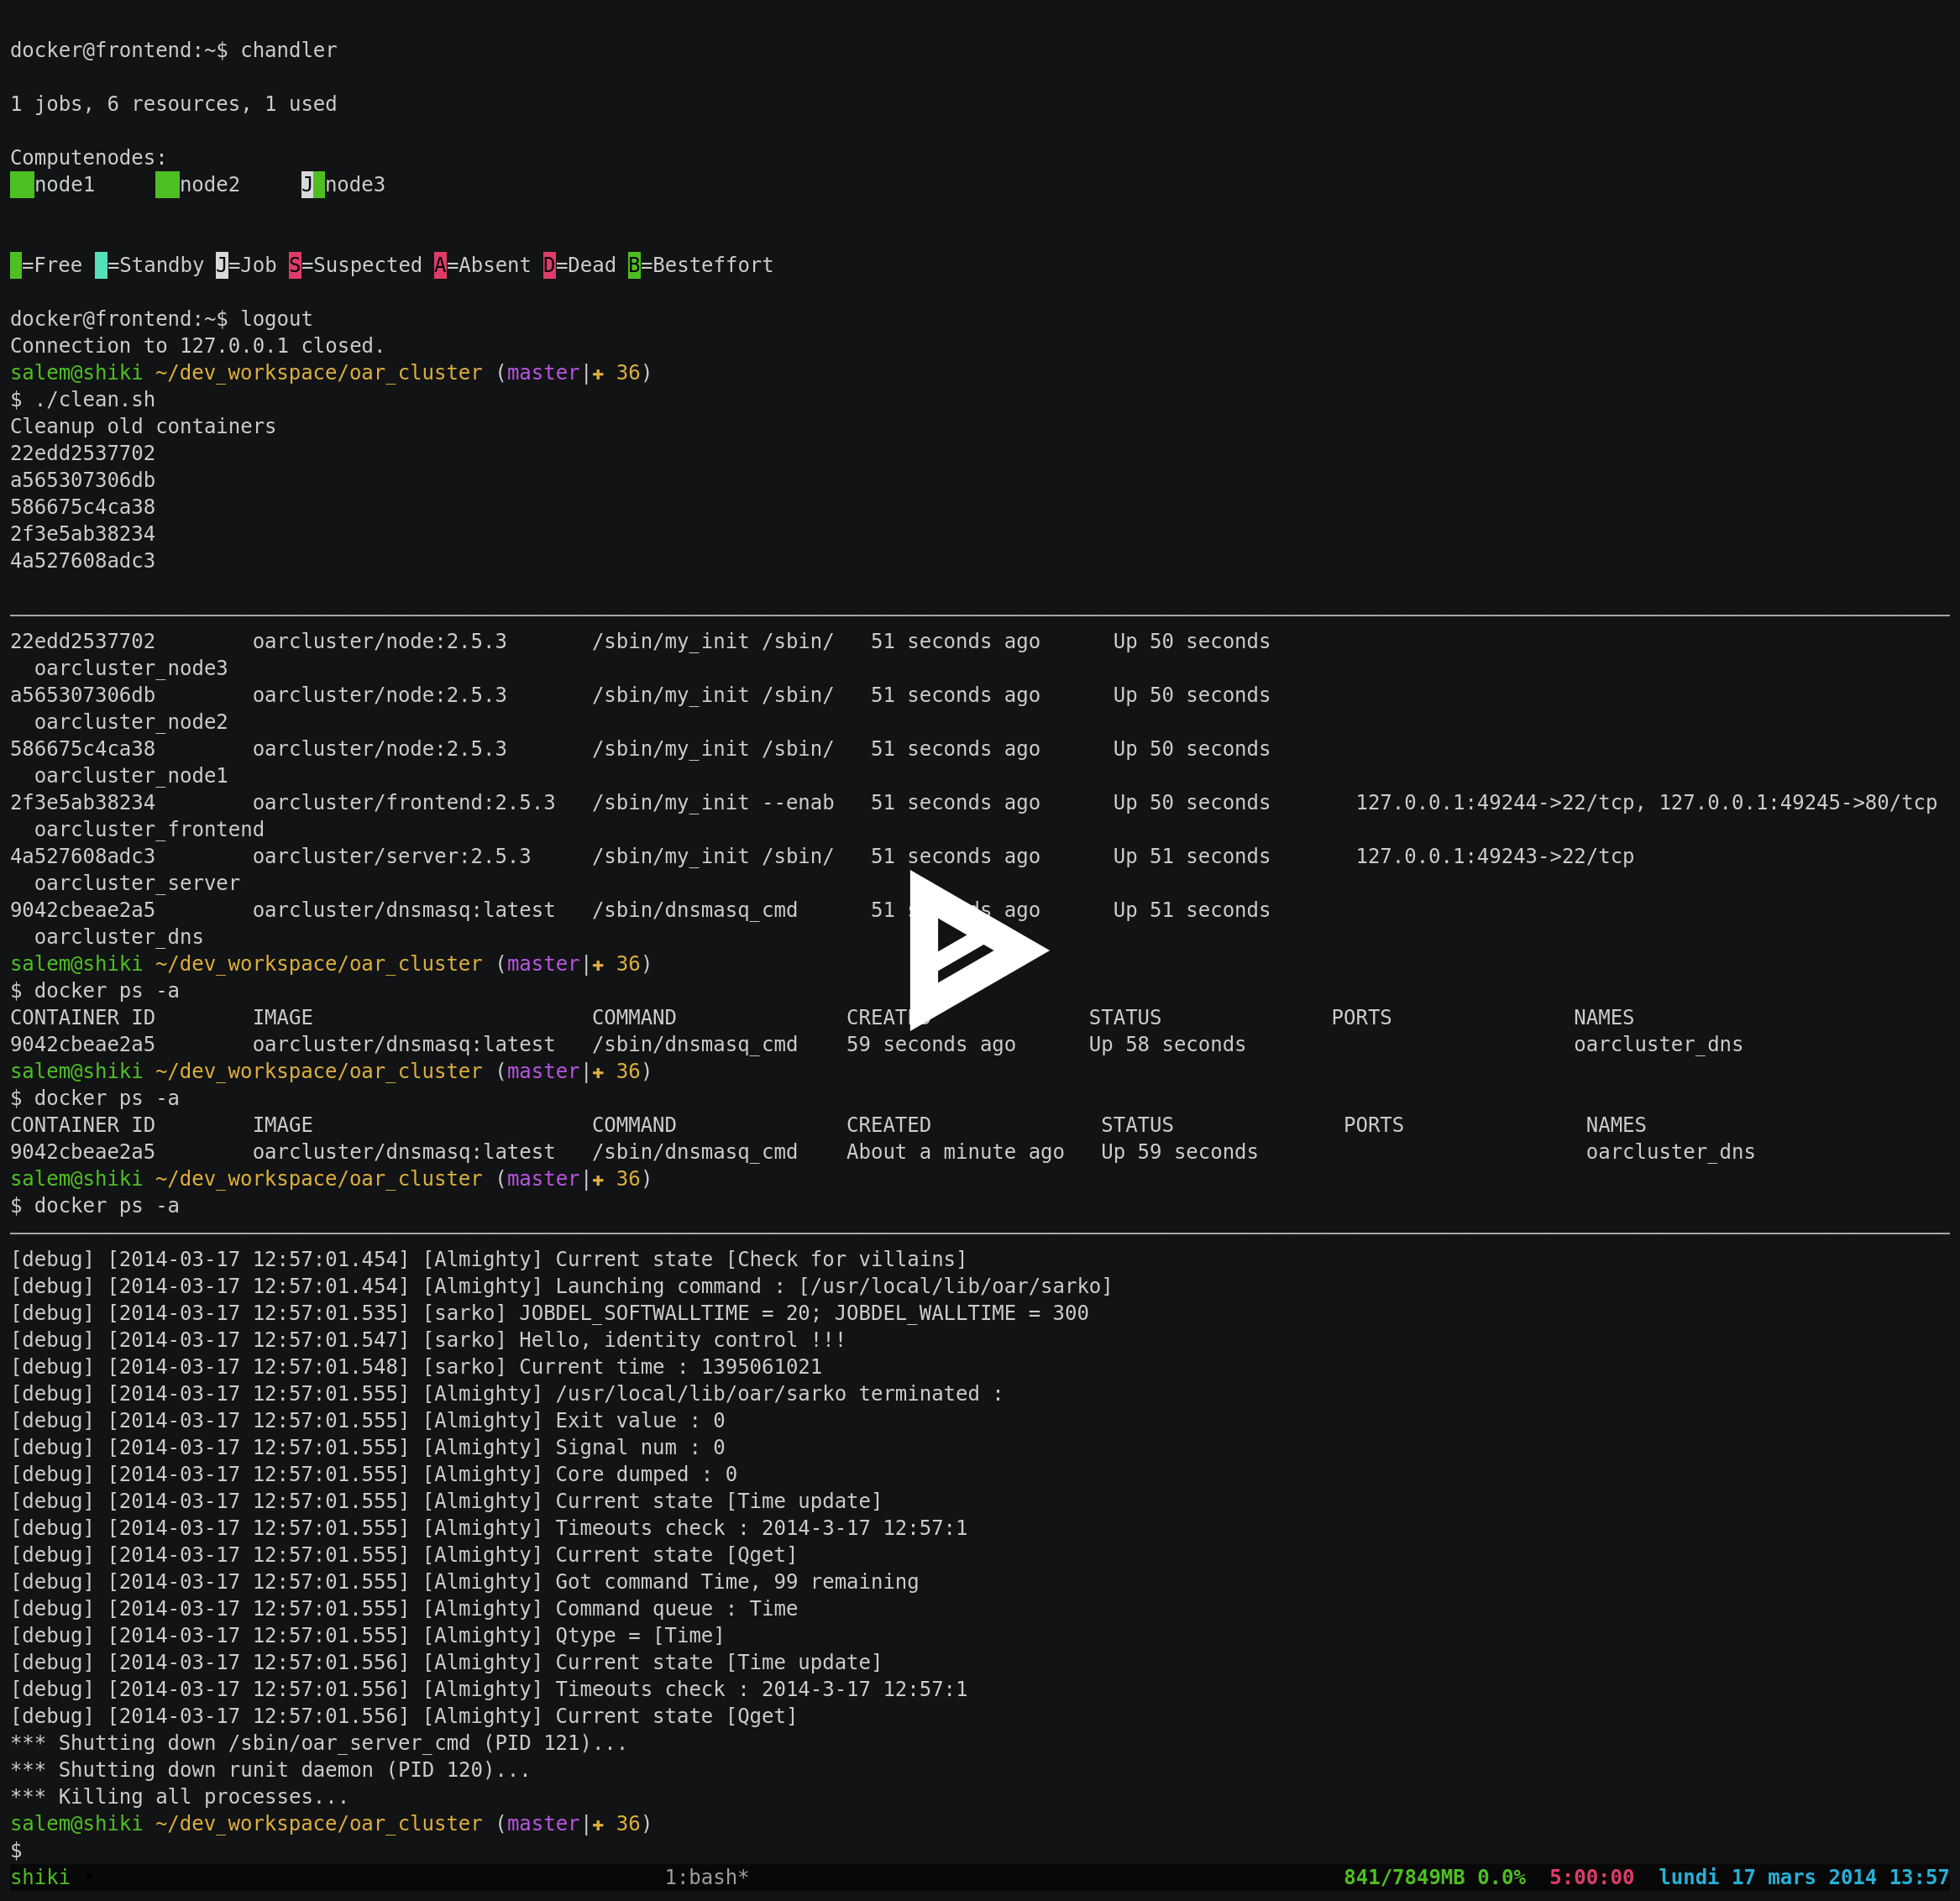 docker@frontend:~$ chandler
1 jobs, 6 resources, 1 used
Computenodes:
node1 node2 J node3
=Free =Standby J=Job S=Suspected A=Absent D=Dead B=Besteffort
docker@frontend:~$ logout
Connection to 127.0.0.1 closed.
salem@shiki ~/dev_workspace/oar_cluster (master|✚ 36)
$ ./clean.sh
Cleanup old containers
22edd2537702
a565307306db
586675c4ca38
2f3e5ab38234
4a527608adc3
22edd2537702 oarcluster/node:2.5.3 /sbin/my_init /sbin/ 51 seconds ago Up 50 seconds
oarcluster_node3
a565307306db oarcluster/node:2.5.3 /sbin/my_init /sbin/ 51 seconds ago Up 50 seconds
oarcluster_node2
586675c4ca38 oarcluster/node:2.5.3 /sbin/my_init /sbin/ 51 seconds ago Up 50 seconds
oarcluster_node1
2f3e5ab38234 oarcluster/frontend:2.5.3 /sbin/my_init --enab 51 seconds ago Up 50 seconds 127.0.0.1:49244->22/tcp, 127.0.0.1:49245->80/tcp
oarcluster_frontend
4a527608adc3 oarcluster/server:2.5.3 /sbin/my_init /sbin/ 51 seconds ago Up 51 seconds 127.0.0.1:49243->22/tcp
oarcluster_server
9042cbeae2a5 oarcluster/dnsmasq:latest /sbin/dnsmasq_cmd 51 seconds ago Up 51 seconds
oarcluster_dns
salem@shiki ~/dev_workspace/oar_cluster (master|✚ 36)
$ docker ps -a
CONTAINER ID IMAGE COMMAND CREATED STATUS PORTS NAMES
9042cbeae2a5 oarcluster/dnsmasq:latest /sbin/dnsmasq_cmd 59 seconds ago Up 58 seconds oarcluster_dns
salem@shiki ~/dev_workspace/oar_cluster (master|✚ 36)
$ docker ps -a
CONTAINER ID IMAGE COMMAND CREATED STATUS PORTS NAMES
9042cbeae2a5 oarcluster/dnsmasq:latest /sbin/dnsmasq_cmd About a minute ago Up 59 seconds oarcluster_dns
salem@shiki ~/dev_workspace/oar_cluster (master|✚ 36)
$ docker ps -a
[debug] [2014-03-17 12:57:01.454] [Almighty] Current state [Check for villains]
[debug] [2014-03-17 12:57:01.454] [Almighty] Launching command : [/usr/local/lib/oar/sarko]
[debug] [2014-03-17 12:57:01.535] [sarko] JOBDEL_SOFTWALLTIME = 20; JOBDEL_WALLTIME = 300
[debug] [2014-03-17 12:57:01.547] [sarko] Hello, identity control !!!
[debug] [2014-03-17 12:57:01.548] [sarko] Current time : 1395061021
[debug] [2014-03-17 12:57:01.555] [Almighty] /usr/local/lib/oar/sarko terminated :
[debug] [2014-03-17 12:57:01.555] [Almighty] Exit value : 0
[debug] [2014-03-17 12:57:01.555] [Almighty] Signal num : 0
[debug] [2014-03-17 12:57:01.555] [Almighty] Core dumped : 0
[debug] [2014-03-17 12:57:01.555] [Almighty] Current state [Time update]
[debug] [2014-03-17 12:57:01.555] [Almighty] Timeouts check : 2014-3-17 12:57:1
[debug] [2014-03-17 12:57:01.555] [Almighty] Current state [Qget]
[debug] [2014-03-17 12:57:01.555] [Almighty] Got command Time, 99 remaining
[debug] [2014-03-17 12:57:01.555] [Almighty] Command queue : Time
[debug] [2014-03-17 12:57:01.555] [Almighty] Qtype = [Time]
[debug] [2014-03-17 12:57:01.556] [Almighty] Current state [Time update]
[debug] [2014-03-17 12:57:01.556] [Almighty] Timeouts check : 2014-3-17 12:57:1
[debug] [2014-03-17 12:57:01.556] [Almighty] Current state [Qget]
*** Shutting down /sbin/oar_server_cmd (PID 121)...
*** Shutting down runit daemon (PID 120)...
*** Killing all processes...
salem@shiki ~/dev_workspace/oar_cluster (master|✚ 36)
$
shiki 1:bash* 841/7849MB 0.0% 5:00:00 lundi 17 mars 2014 13:57